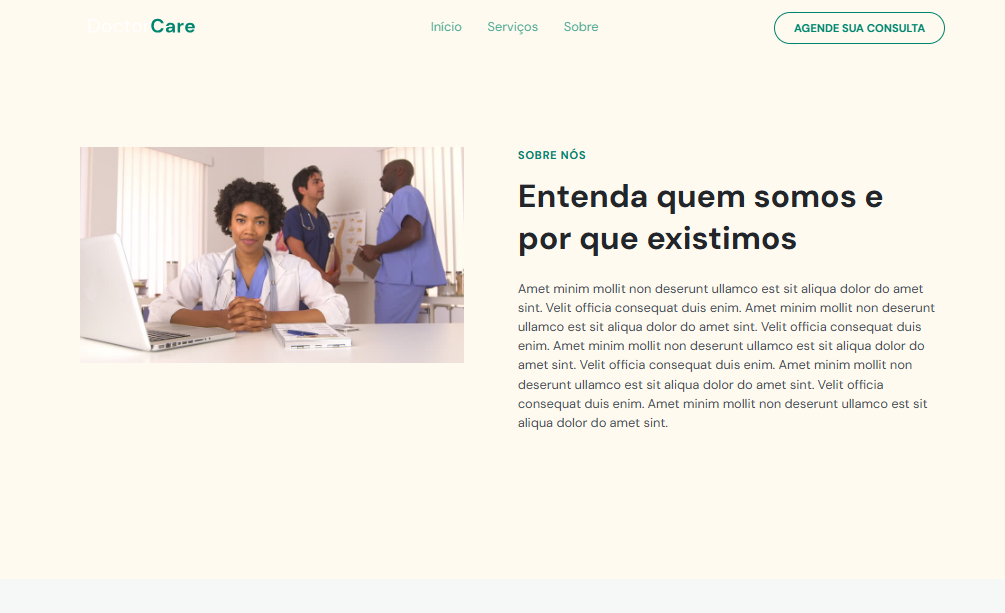 Doctor Care
Início Serviços Sobre
AGENDE SUA CONSULTA
SOBRE NÓS
Entenda quem somos e
por que existimos
Amet minim mollit non deserunt ullamco est sit aliqua dolor do amet
sint. Velit officia consequat duis enim. Amet minim mollit non deserunt
ullamco est sit aliqua dolor do amet sint. Velit officia consequat duis
enim. Amet minim mollit non deserunt ullamco est sit aliqua dolor do
amet sint. Velit officia consequat duis enim. Amet minim mollit non
deserunt ullamco est sit aliqua dolor do amet sint. Velit officia
consequat duis enim. Amet minim mollit non deserunt ullamco est sit
aliqua dolor do amet sint.